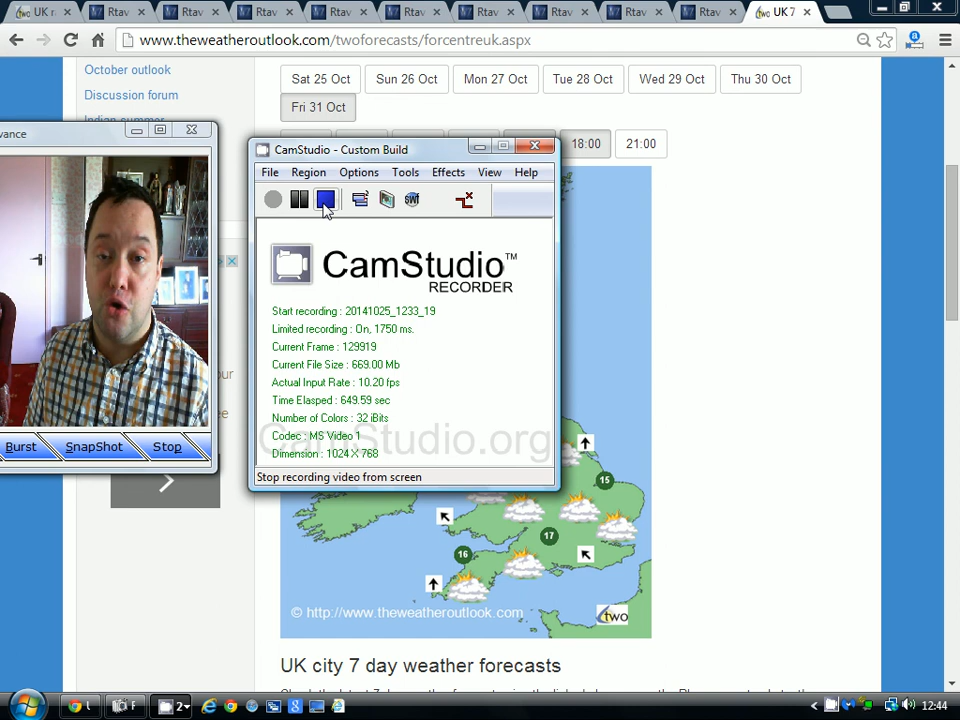 UK r
Rtav
Rtav
Rtav
Rtav
Rtav
Rtav
Rtav
Rtav
Rtav
UK 7
www.theweatheroutlook.com/twoforecasts/forcentreuk.aspx
October outlook
Discussion forum
Sat 25 Oct
Sun 26 Oct
Mon 27 Oct
Tue 28 Oct
Wed 29 Oct
Thu 30 Oct
Fri 31 Oct
18:00
21:00
vance
CamStudio - Custom Build
File Region Options Tools Effects View Help
CamStudio™
RECORDER
Start recording : 20141025_1233_19
Limited recording : On, 1750 ms.
Current Frame : 129919
Current File Size : 669.00 Mb
Actual Input Rate : 10.20 fps
Time Elasped : 649.59 sec
Number of Colors : 32 iBits
Codec : MS Video 1
Dimension : 1024 X 768
CamStudio.org
Stop recording video from screen
Burst
SnapShot
Stop
our
ee
15
17
16
© http://www.theweatheroutlook.com
two
UK city 7 day weather forecasts
12:44